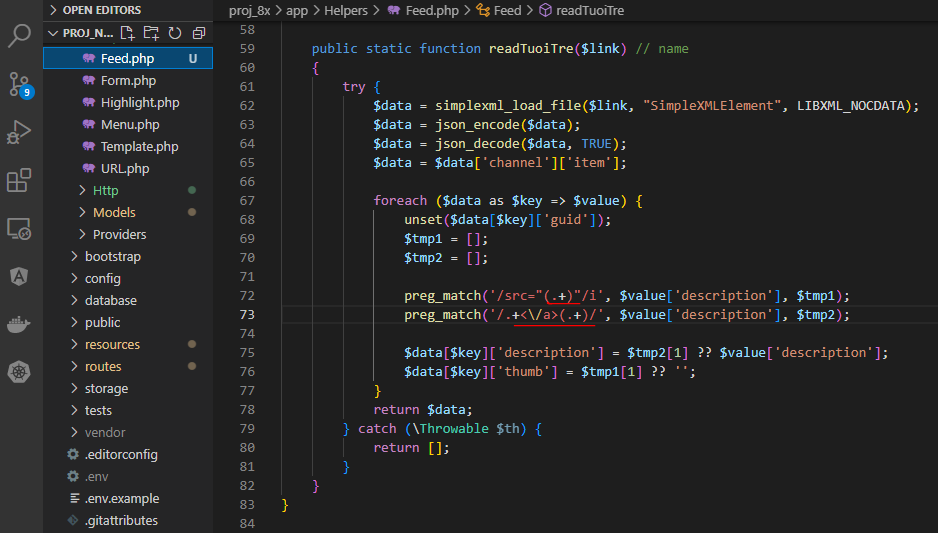 OPEN EDITORS
PROJ_N...
Feed.php U
Form.php
Highlight.php
Menu.php
Template.php
URL.php
Http
Models
Providers
bootstrap
config
database
public
resources
routes
storage
tests
vendor
.editorconfig
.env
.env.example
.gitattributes
9
proj_8x > app > Helpers > Feed.php > Feed > readTuoiTre
58
59 public static function readTuoiTre($link) // name
60 {
61 try {
62 $data = simplexml_load_file($link, "SimpleXMLElement", LIBXML_NOCDATA);
63 $data = json_encode($data);
64 $data = json_decode($data, TRUE);
65 $data = $data['channel']['item'];
66
67 foreach ($data as $key => $value) {
68 unset($data[$key]['guid']);
69 $tmp1 = [];
70 $tmp2 = [];
71
72 preg_match('/src="(.+)"/i', $value['description'], $tmp1);
73 preg_match('/.+<\/a>(.+)/', $value['description'], $tmp2);
74
75 $data[$key]['description'] = $tmp2[1] ?? $value['description'];
76 $data[$key]['thumb'] = $tmp1[1] ?? '';
77 }
78 return $data;
79 } catch (\Throwable $th) {
80 return [];
81 }
82 }
83 }
84